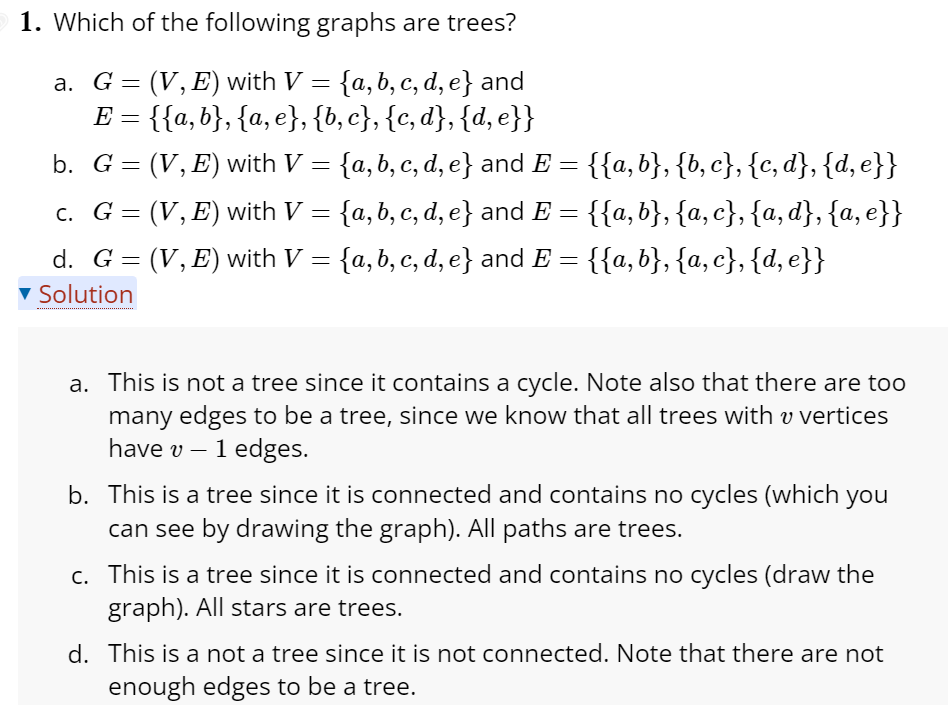 1. Which of the following graphs are trees?
a. G = (V, E) with V = {a, b, c, d, e} and
E = {{a, b}, {a, e}, {b, c}, {c, d}, {d, e}}
b. G = (V, E) with V = {a, b, c, d, e} and E = {{a, b}, {b, c}, {c, d}, {d, e}}
c. G = (V, E) with V = {a, b, c, d, e} and E = {{a, b}, {a, c}, {a, d}, {a, e}}
d. G = (V, E) with V = {a, b, c, d, e} and E = {{a, b}, {a, c}, {d, e}}
▾ Solution
a. This is not a tree since it contains a cycle. Note also that there are too
many edges to be a tree, since we know that all trees with v vertices
have v − 1 edges.
b. This is a tree since it is connected and contains no cycles (which you
can see by drawing the graph). All paths are trees.
c. This is a tree since it is connected and contains no cycles (draw the
graph). All stars are trees.
d. This is a not a tree since it is not connected. Note that there are not
enough edges to be a tree.